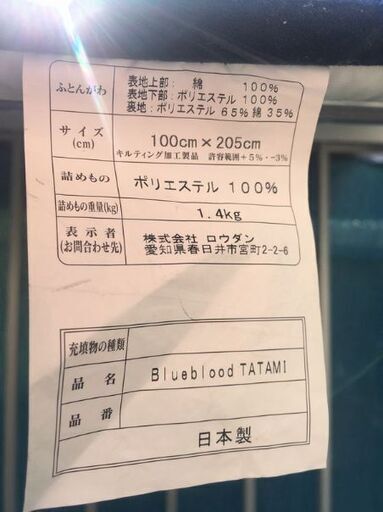 ふとんがわ 表地上部: 綿 100%
表地下部: ポリエステル 100%
裏地: ポリエステル 65% 綿 35%
サイズ (cm) 100cm×205cm
キルティング加工製品 許容範囲+5%・-3%
詰めもの ポリエステル 100%
詰めもの重量(kg) 1.4kg
表示者 (お問合わせ先) 株式会社 ロウダン
愛知県春日井市宮町2-2-6
充填物の種類
品名 Blueblood TATAMI
品番
日本製